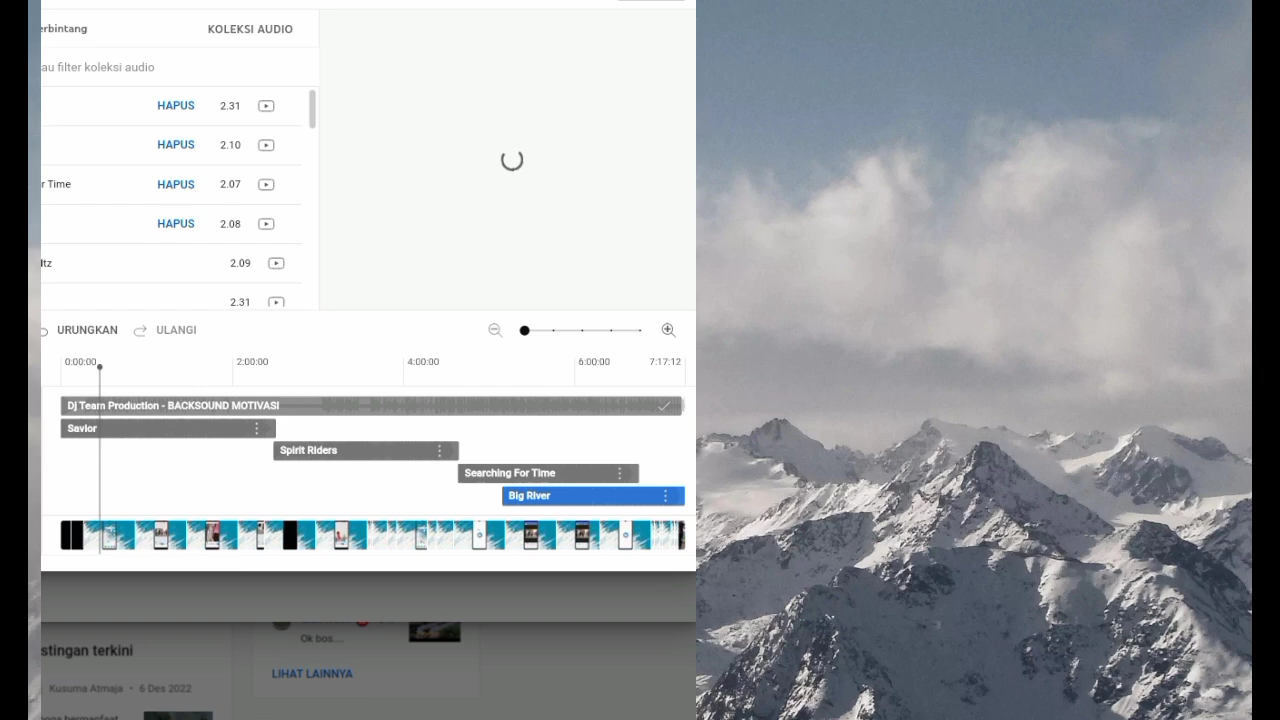 erbintang KOLEKSI AUDIO
au filter koleksi audio
HAPUS 2.31
HAPUS 2.10
r Time HAPUS 2.07
HAPUS 2.08
ltz 2.09
2.31
URUNGKAN ULANGI
0:00:00 2:00:00 4:00:00 6:00:00 7:17:12
Dj Team Production - BACKSOUND MOTIVASI
Savior
Spirit Riders
Searching For Time
Big River
Ok bos....
stingan terkini
LIHAT LAINNYA
Kusuma Atmaja • 6 Des 2022